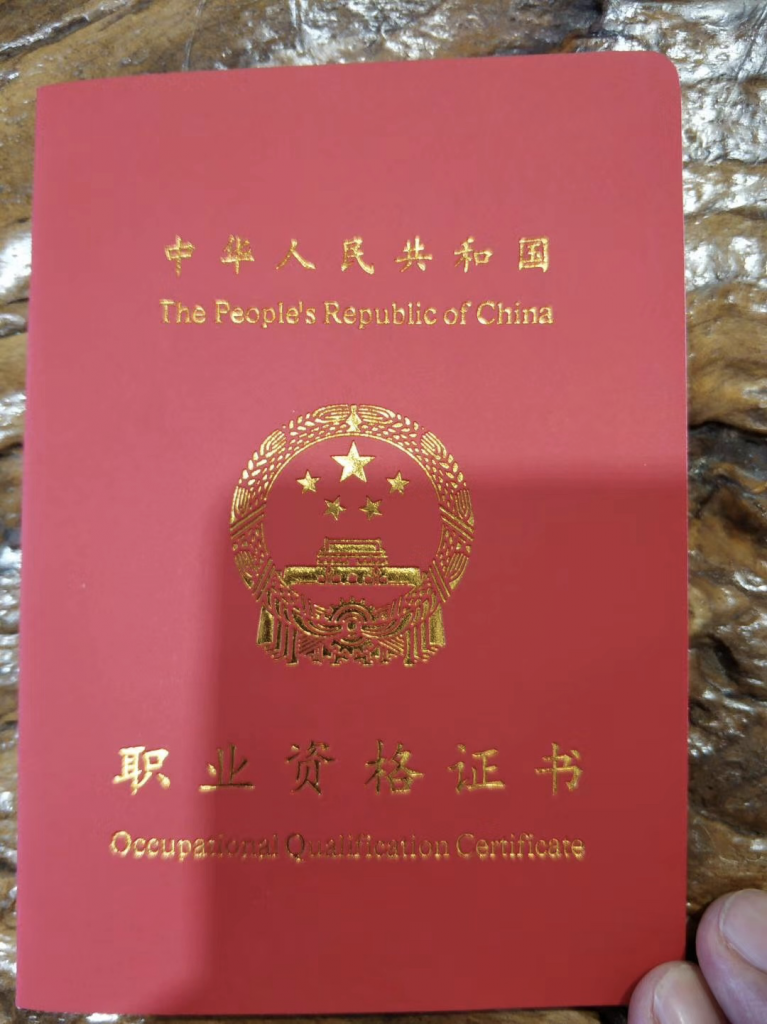 中华人民共和国
The People's Republic of China
职业资格证书
Occupational Qualification Certificate